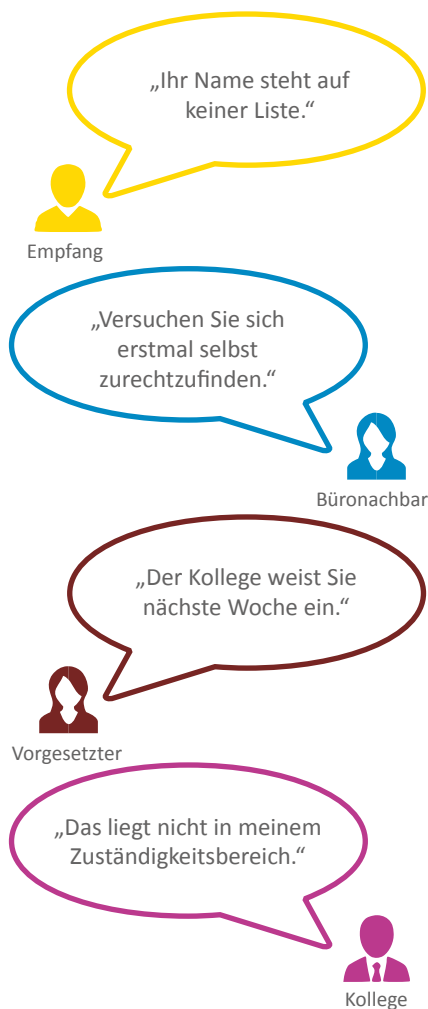 „Ihr Name steht auf
keiner Liste.“
Empfang
„Versuchen Sie sich
erstmal selbst
zurechtzufinden.“
Büronachbar
„Der Kollege weist Sie
nächste Woche ein.“
Vorgesetzter
„Das liegt nicht in meinem
Zuständigkeitsbereich.“
Kollege